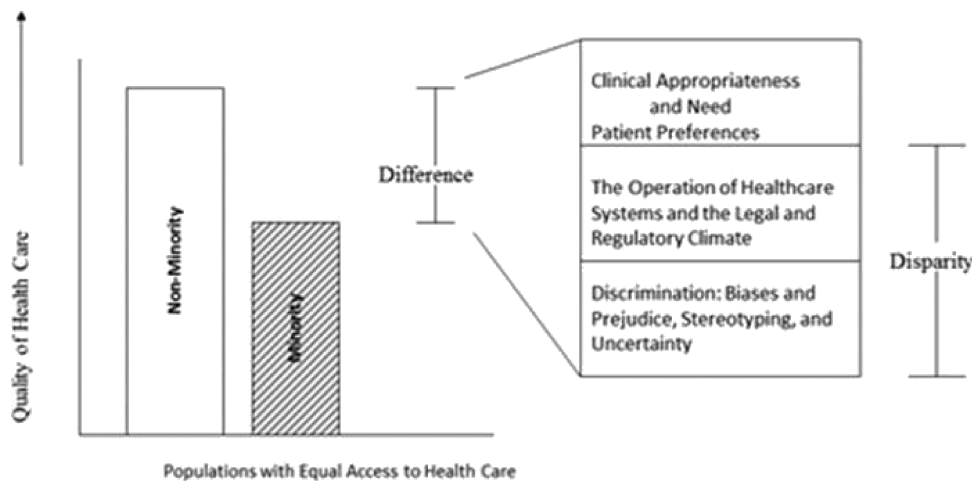 Quality of Health Care
Non-Minority
Minority
Difference
Clinical Appropriateness
and Need
Patient Preferences
The Operation of Healthcare
Systems and the Legal and
Regulatory Climate
Discrimination: Biases and
Prejudice, Stereotyping, and
Uncertainty
Disparity
Populations with Equal Access to Health Care